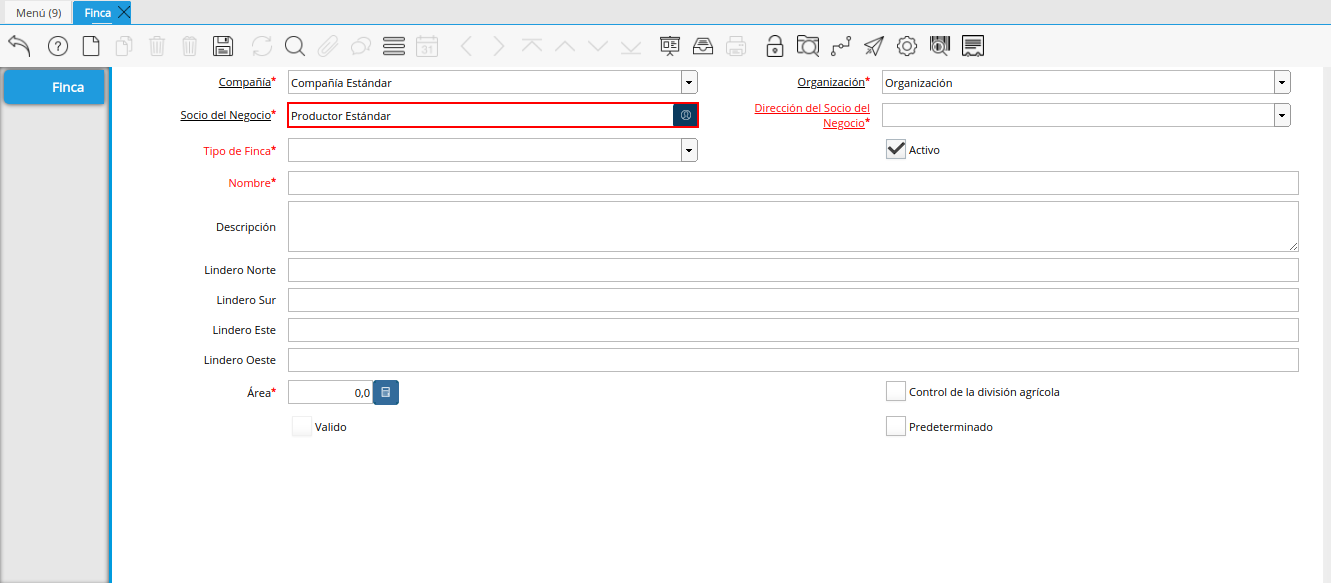 Menú (9)
Finca
31
Finca
Compañía* Compañía Estándar
Organización* Organización
Socio del Negocio* Productor Estándar
Dirección del Socio del
Negocio*
Tipo de Finca*
Activo
Nombre*
Descripción
Lindero Norte
Lindero Sur
Lindero Este
Lindero Oeste
Área* 0,0
Control de la división agrícola
Valido
Predeterminado